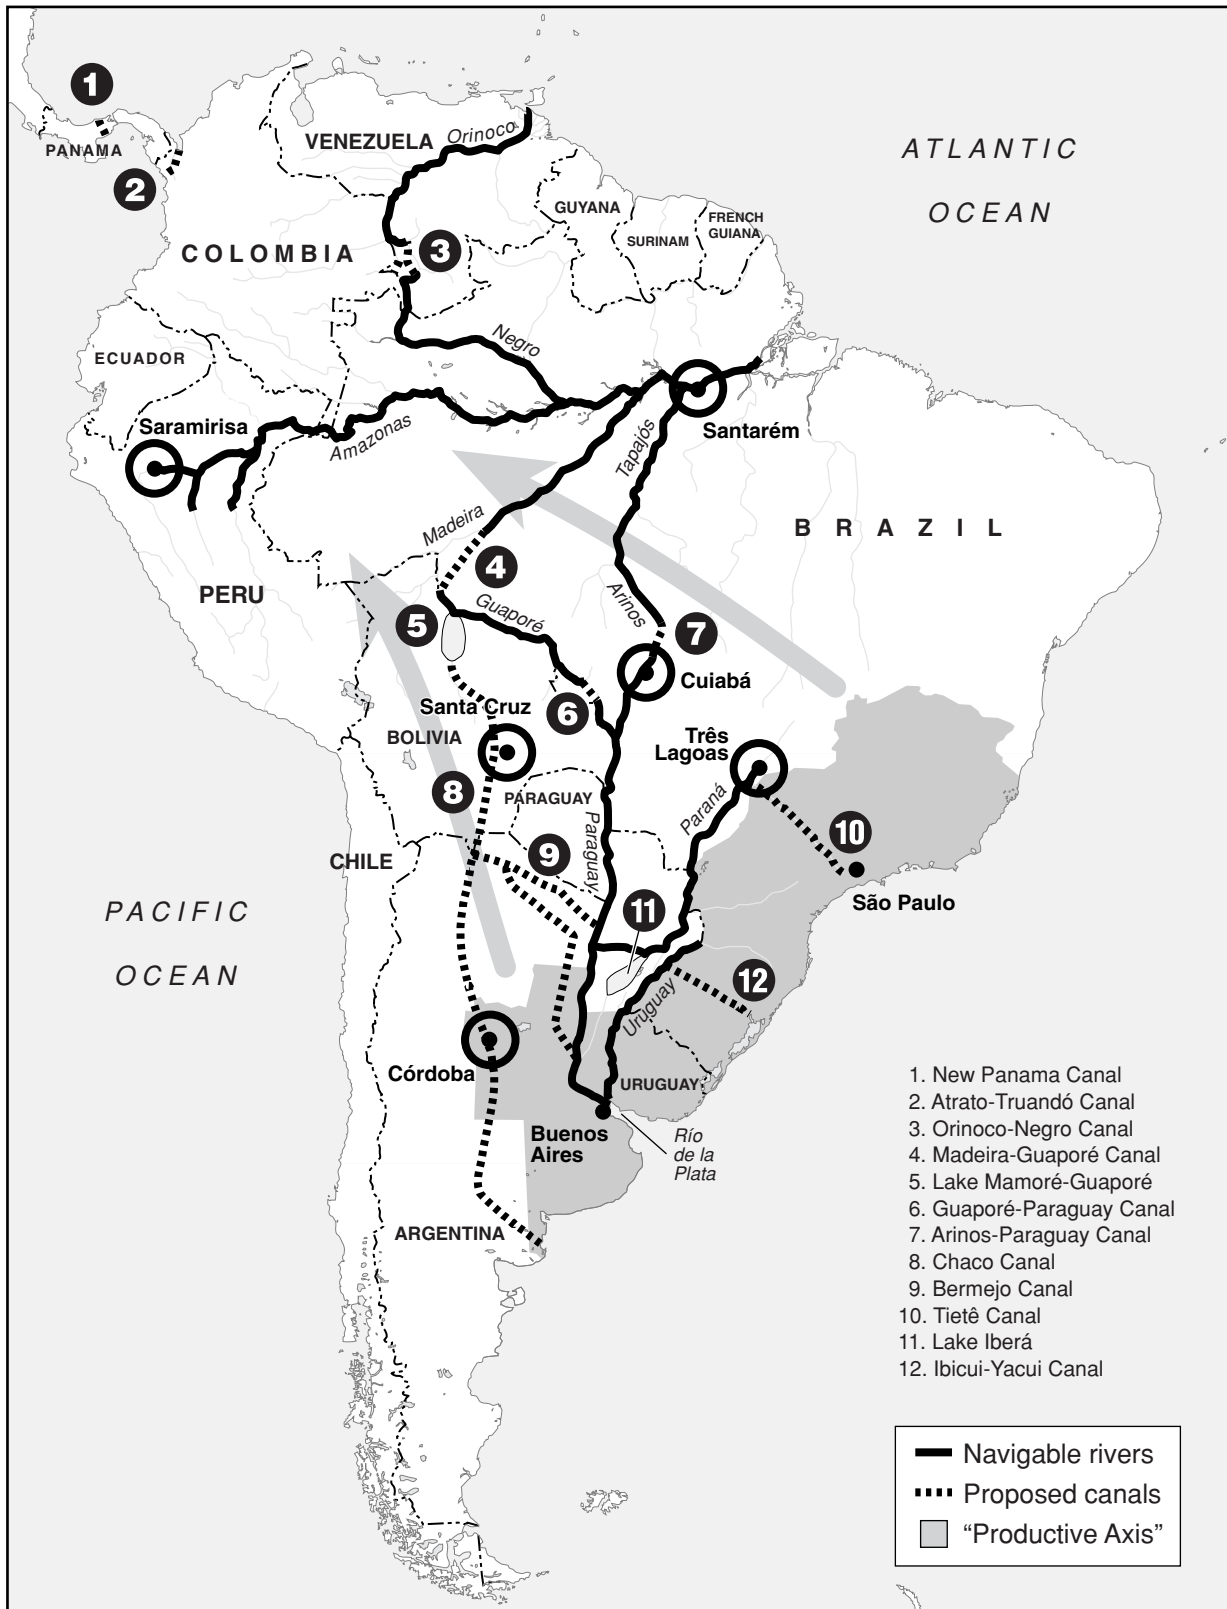 1
PANAMA
2
VENEZUELA
Orinoco
ATLANTIC
OCEAN
GUYANA
SURINAM
FRENCH
GUIANA
COLOMBIA
3
ECUADOR
Negro
Saramirisa
Amazonas
Santarém
Tapajós
BRAZIL
Madeira
4
PERU
Guaporé
Arinos
5
7
Cuiabá
Santa Cruz
6
BOLIVIA
Três
Lagoas
8
PARAGUAY
Paraguay
Paraná
9
10
CHILE
São Paulo
11
PACIFIC
OCEAN
12
Uruguay
Córdoba
URUGUAY
Buenos
Aires
Río
de la
Plata
ARGENTINA
1. New Panama Canal
2. Atrato-Truandó Canal
3. Orinoco-Negro Canal
4. Madeira-Guaporé Canal
5. Lake Mamoré-Guaporé
6. Guaporé-Paraguay Canal
7. Arinos-Paraguay Canal
8. Chaco Canal
9. Bermejo Canal
10. Tietê Canal
11. Lake Iberá
12. Ibicui-Yacui Canal
Navigable rivers
Proposed canals
“Productive Axis”